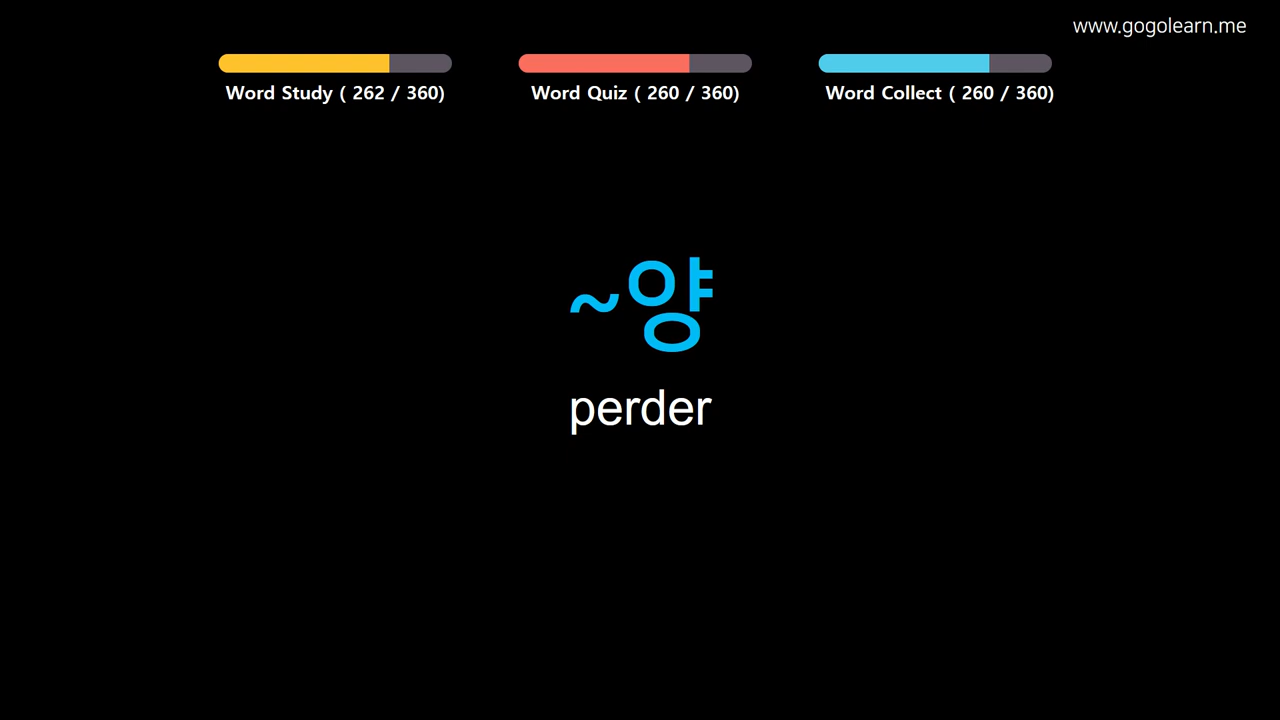 www.gogolearn.me
Word Study ( 262 / 360)
Word Quiz ( 260 / 360)
Word Collect ( 260 / 360)
~양
perder